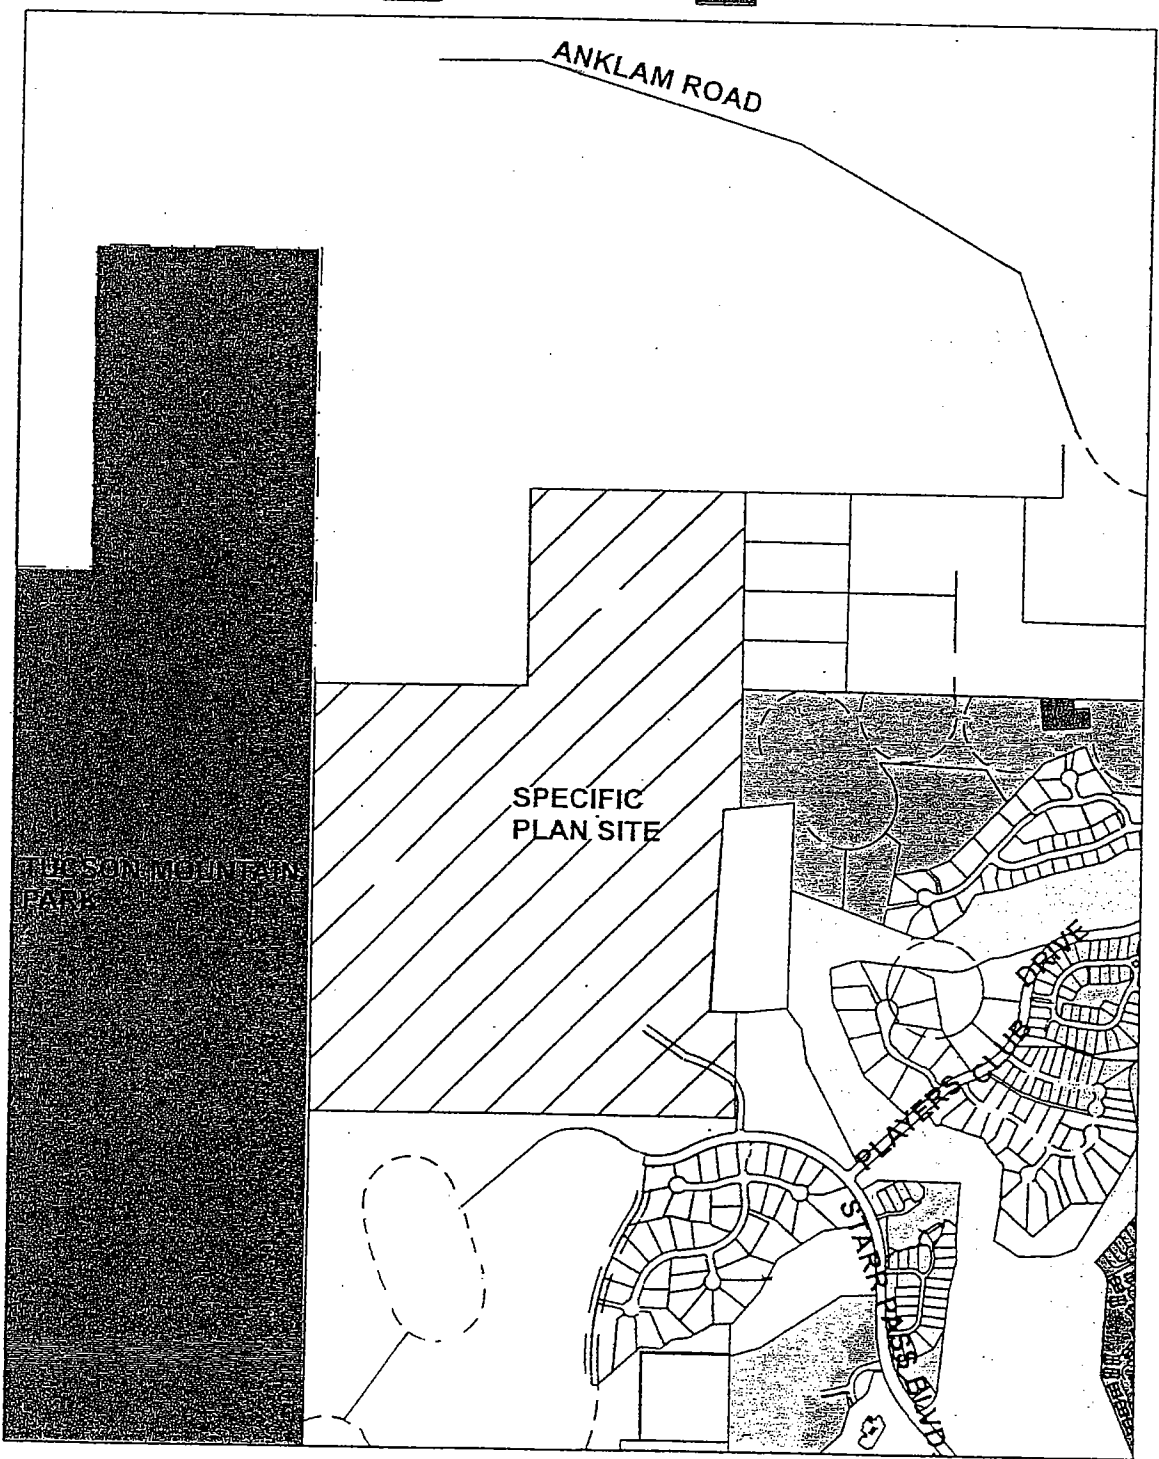 ANKLAM ROAD
SPECIFIC
PLAN SITE
TUCSON MOUNTAIN
PARK
PLAYERS CLUB DRIVE
STARR PASS BLVD